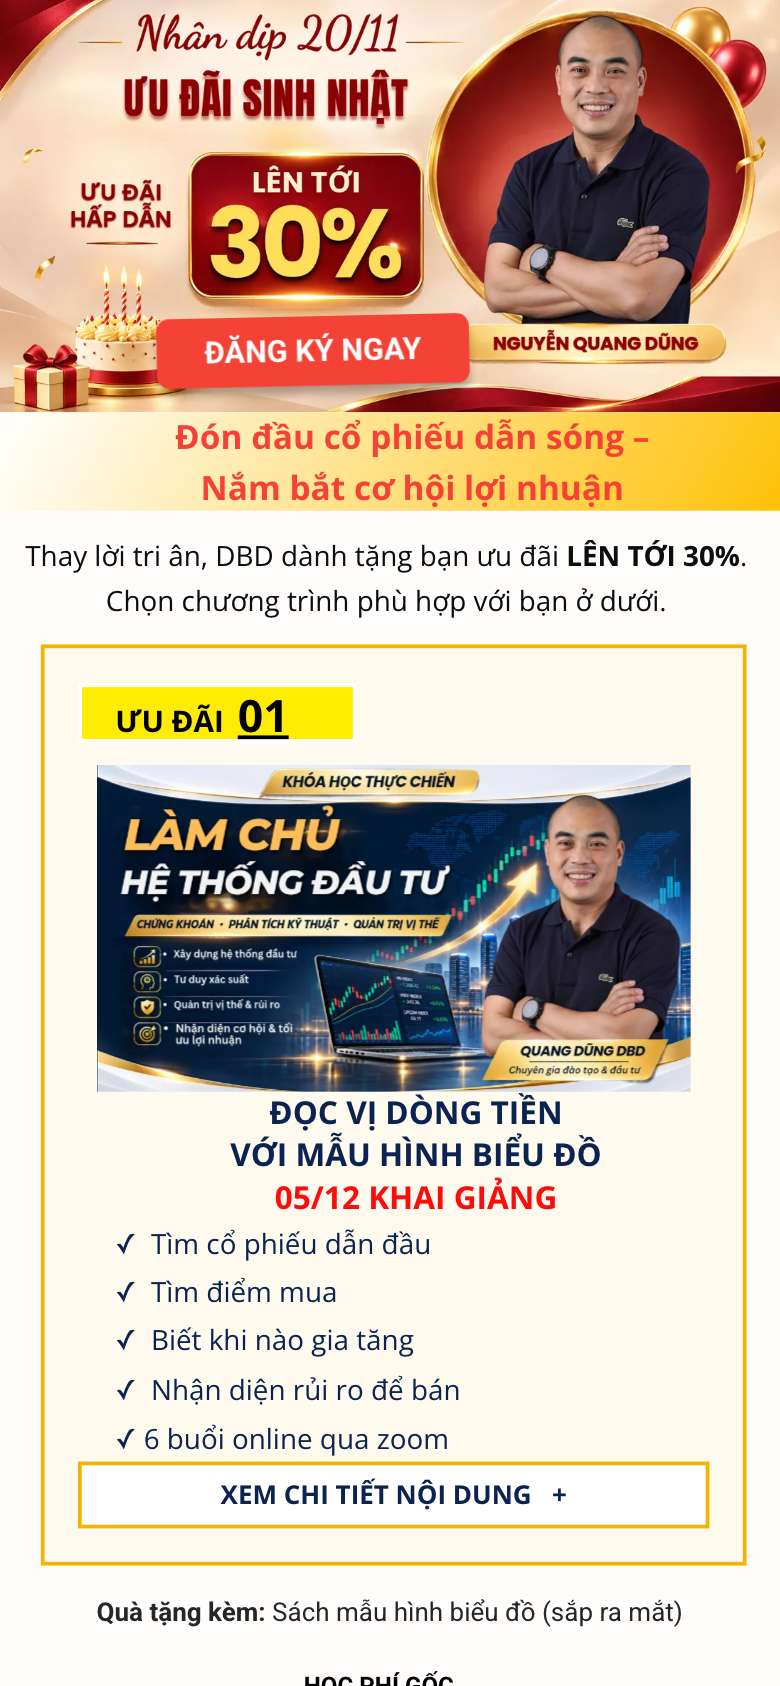 Nhân dịp 20/11
ƯU ĐÃI SINH NHẬT
ƯU ĐÃI
HẤP DẪN
LÊN TỚI
30%
ĐĂNG KÝ NGAY
NGUYỄN QUANG DŨNG
Đón đầu cổ phiếu dẫn sóng –
Nắm bắt cơ hội lợi nhuận
Thay lời tri ân, DBD dành tặng bạn ưu đãi LÊN TỚI 30%.
Chọn chương trình phù hợp với bạn ở dưới.
ƯU ĐÃI 01
KHÓA HỌC THỰC CHIẾN
LÀM CHỦ
HỆ THỐNG ĐẦU TƯ
CHỨNG KHOÁN • PHÂN TÍCH KỸ THUẬT • QUẢN TRỊ VỊ THẾ
• Xây dựng hệ thống đầu tư
• Tư duy xác suất
• Quản trị vị thế & rủi ro
• Nhận diện cơ hội & tối
ưu lợi nhuận
QUANG DŨNG DBD
Chuyên gia đào tạo & đầu tư
ĐỌC VỊ DÒNG TIỀN
VỚI MẪU HÌNH BIỂU ĐỒ
05/12 KHAI GIẢNG
✓ Tìm cổ phiếu dẫn đầu
✓ Tìm điểm mua
✓ Biết khi nào gia tăng
✓ Nhận diện rủi ro để bán
✓ 6 buổi online qua zoom
XEM CHI TIẾT NỘI DUNG +
Quà tặng kèm: Sách mẫu hình biểu đồ (sắp ra mắt)
HỌC PHÍ GỐC